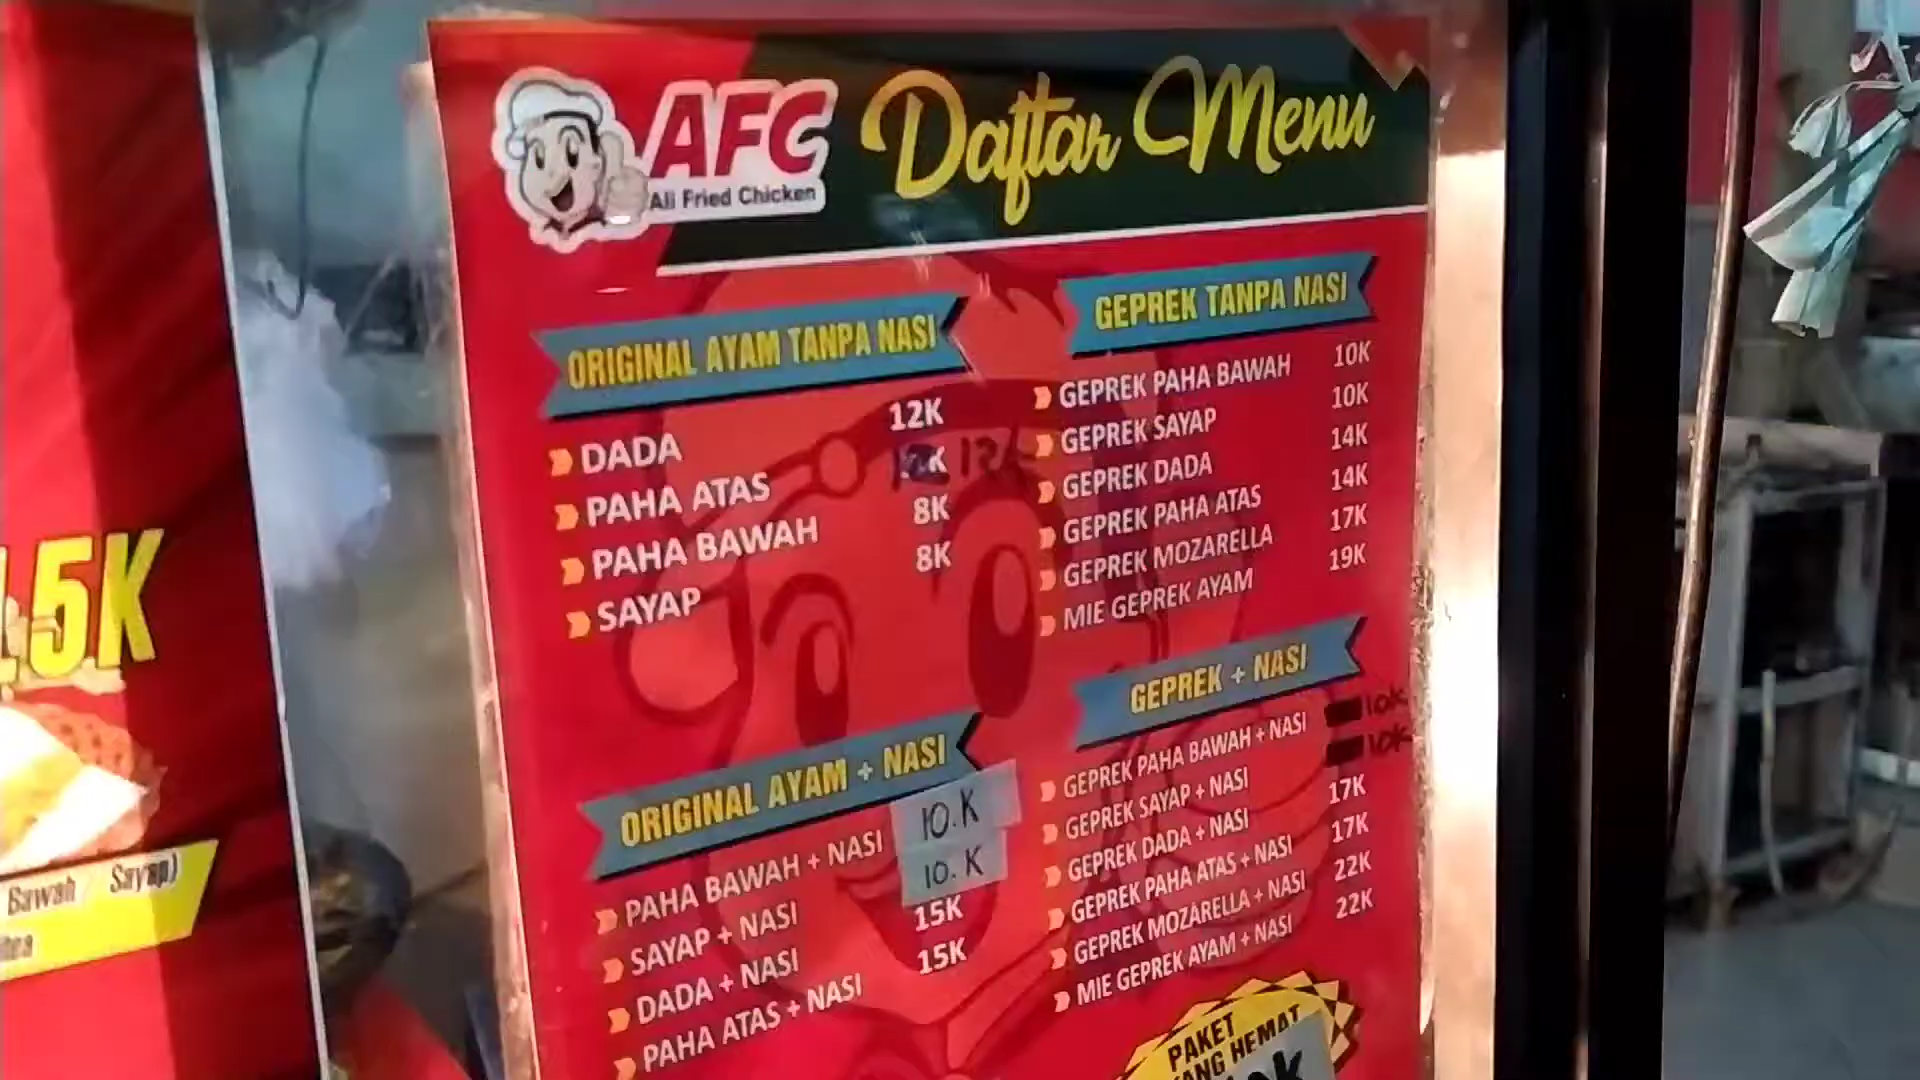 AFC
Ali Fried Chicken
Daftar Menu
ORIGINAL AYAM TANPA NASI
DADA 12K
PAHA ATAS 12K
PAHA BAWAH 8K
SAYAP 8K
ORIGINAL AYAM + NASI
PAHA BAWAH + NASI 10.K
SAYAP + NASI 10.K
DADA + NASI 15K
PAHA ATAS + NASI 15K
GEPREK TANPA NASI
GEPREK PAHA BAWAH 10K
GEPREK SAYAP 10K
GEPREK DADA 14K
GEPREK PAHA ATAS 14K
GEPREK MOZARELLA 17K
MIE GEPREK AYAM 19K
GEPREK + NASI
GEPREK PAHA BAWAH + NASI 10K
GEPREK SAYAP + NASI 10K
GEPREK DADA + NASI 17K
GEPREK PAHA ATAS + NASI 17K
GEPREK MOZARELLA + NASI 22K
MIE GEPREK AYAM + NASI 22K
PAKET
HEMAT
15K
Bawah / Sayap)